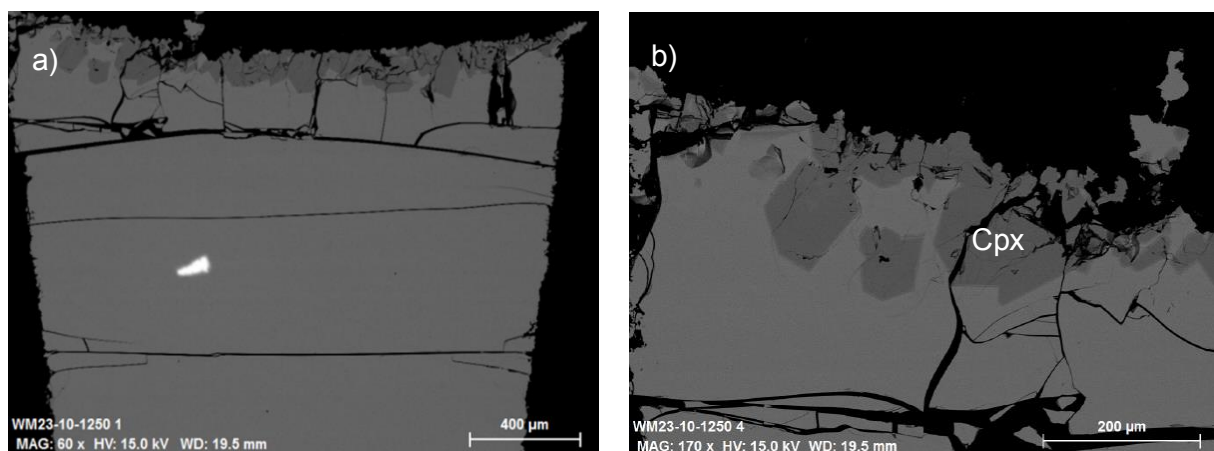 a)
WM23-10-1250 1
MAG: 60 x HV: 15.0 kV WD: 19.5 mm
400 µm
b)
Cpx
WM23-10-1250 4
MAG: 170 x HV: 15.0 kV WD: 19.5 mm
200 µm